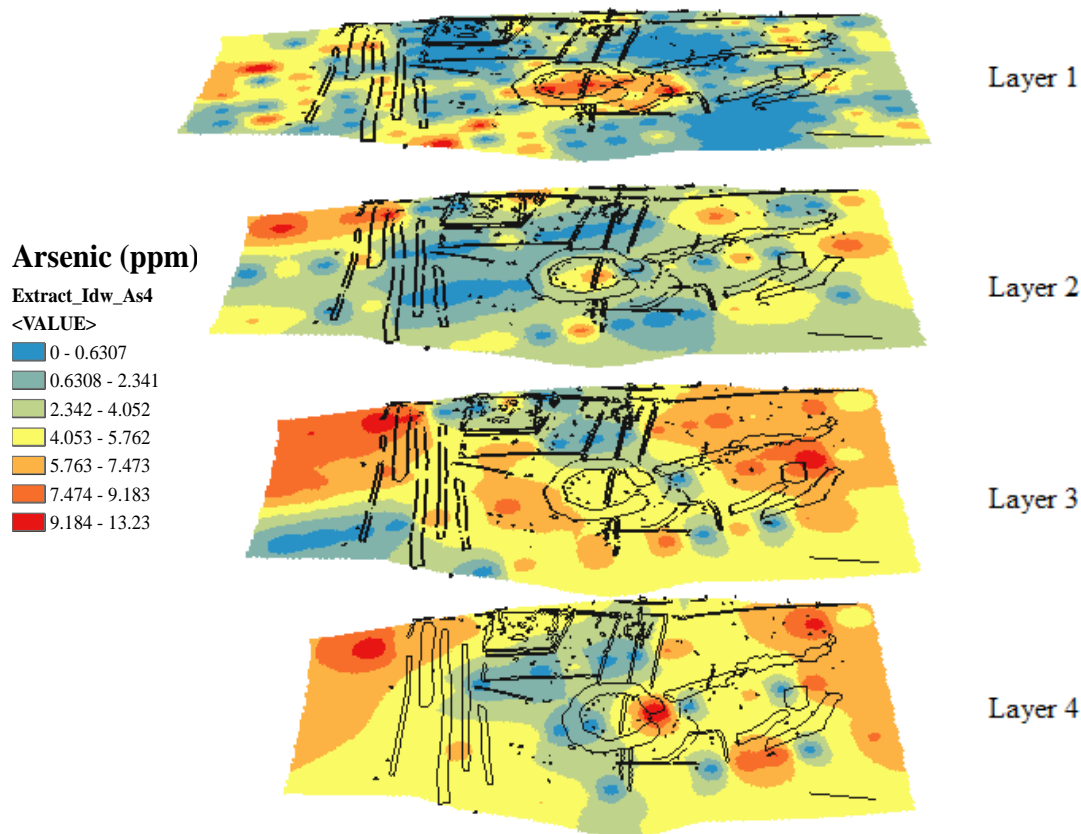 Arsenic (ppm)
Extract_Idw_As4
<VALUE>
0 - 0.6307
0.6308 - 2.341
2.342 - 4.052
4.053 - 5.762
5.763 - 7.473
7.474 - 9.183
9.184 - 13.23
Layer 1
Layer 2
Layer 3
Layer 4